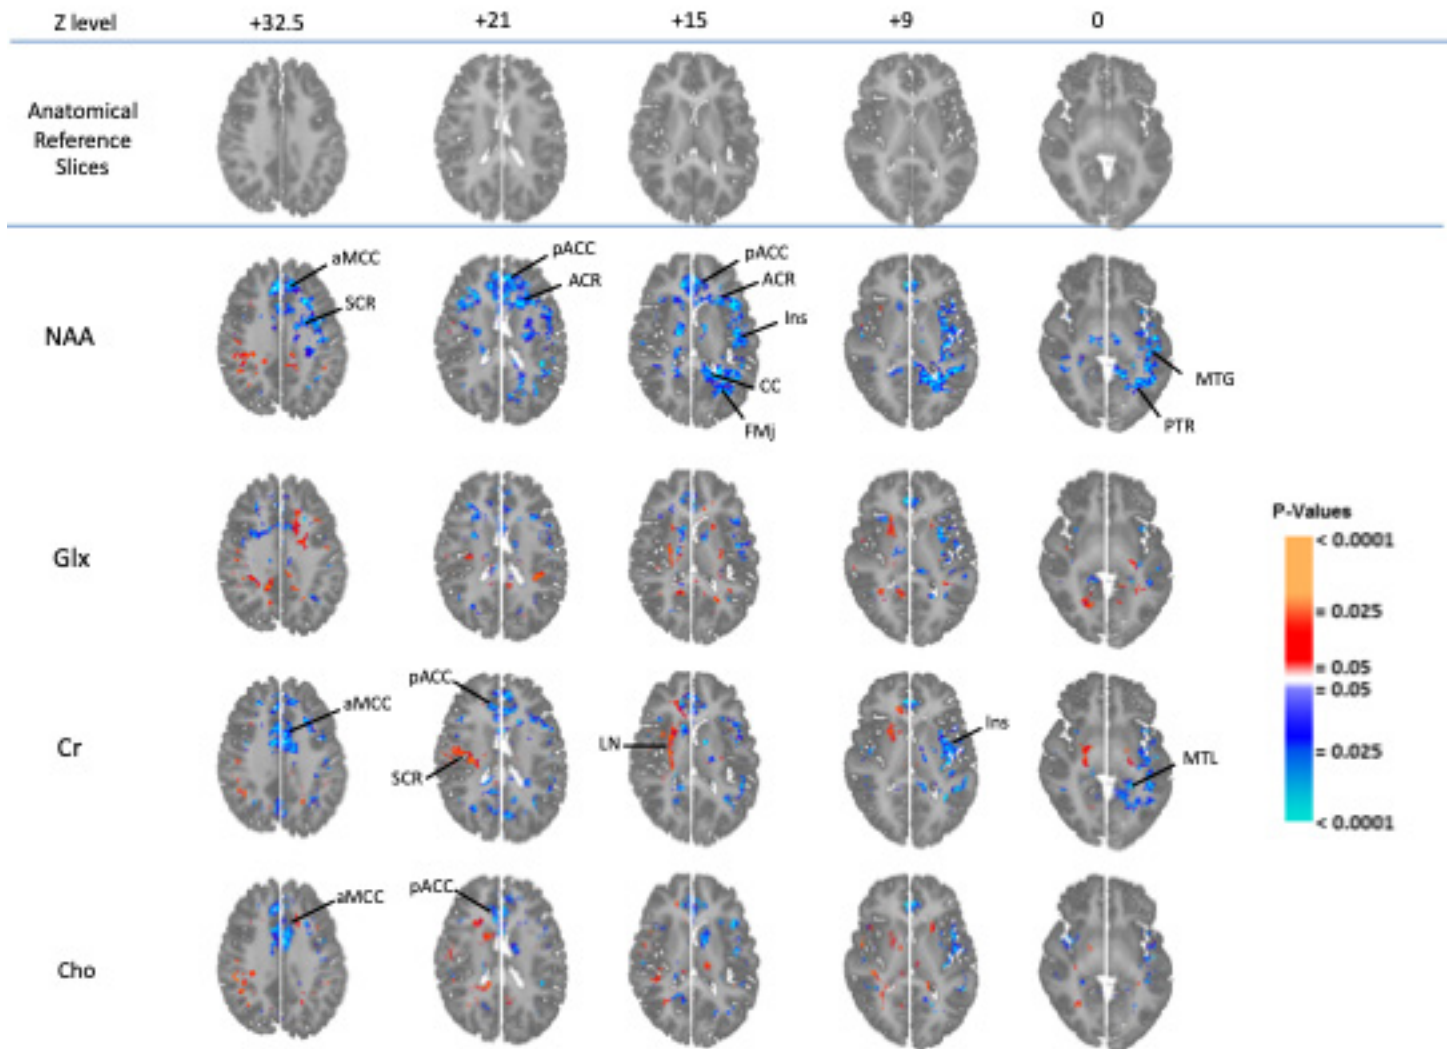 Z level +32.5 +21 +15 +9 0
Anatomical
Reference
Slices
NAA
aMCC
SCR
pACC
ACR
pACC
ACR
Ins
CC
FMj
MTG
PTR
Glx
P-Values
< 0.0001
= 0.025
= 0.05
= 0.05
= 0.025
< 0.0001
Cr
aMCC
pACC
SCR
LN
Ins
MTL
Cho
aMCC
pACC